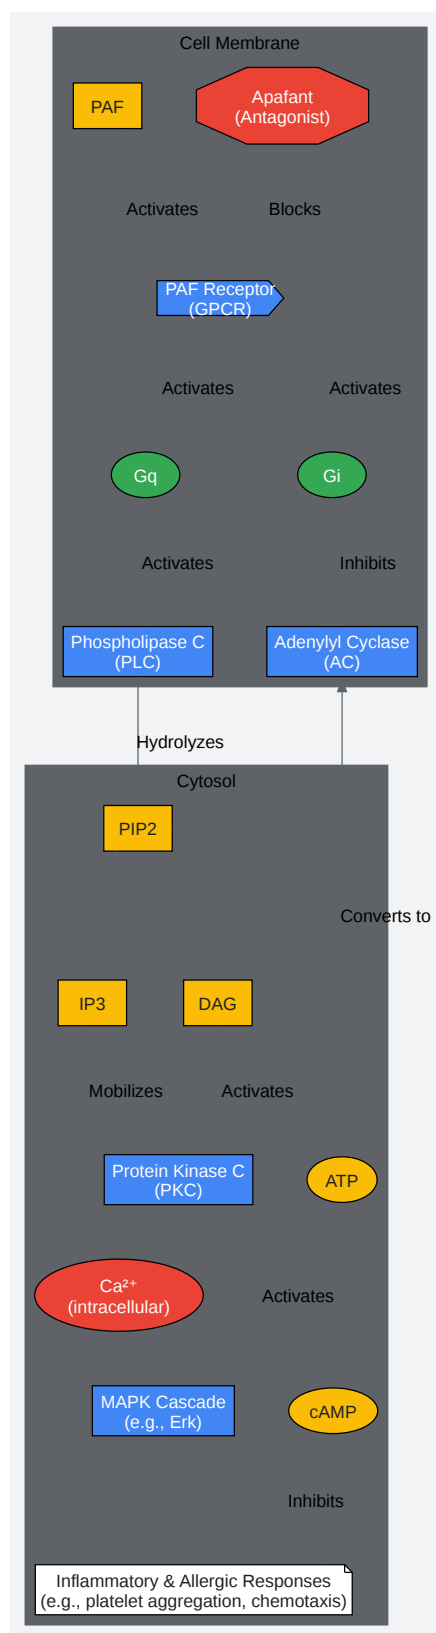 Cell Membrane
PAF
Apafant
(Antagonist)
Activates
Blocks
PAF Receptor
(GPCR)
Activates
Activates
Gq
Gi
Activates
Inhibits
Phospholipase C
(PLC)
Adenylyl Cyclase
(AC)
Hydrolyzes
Cytosol
PIP2
Converts to
IP3
DAG
Mobilizes
Activates
Protein Kinase C
(PKC)
ATP
Ca²⁺
(intracellular)
Activates
MAPK Cascade
(e.g., Erk)
cAMP
Inhibits
Inflammatory & Allergic Responses
(e.g., platelet aggregation, chemotaxis)